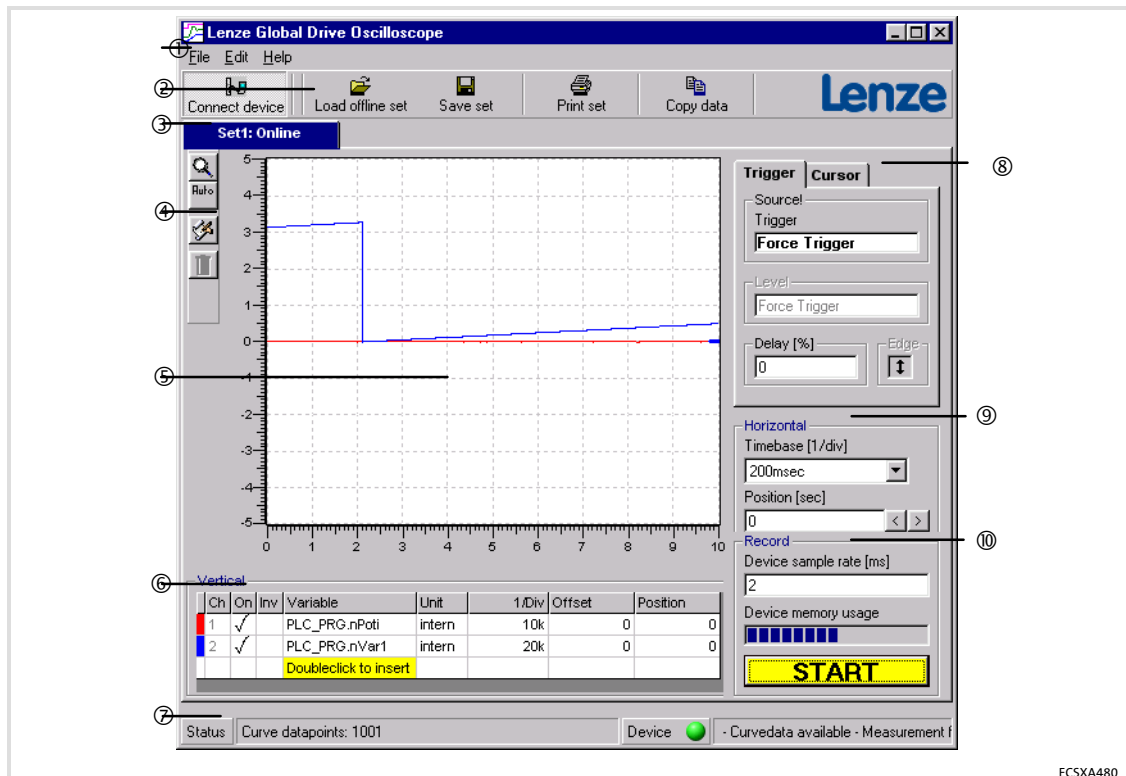 Lenze Global Drive Oscilloscope
① File Edit Help
② Connect device Load offline set Save set Print set Copy data Lenze
③ Set1: Online
⑧
Trigger Cursor
Source!
Trigger
Force Trigger
Level
Force Trigger
Delay [%] Edge
0
Auto
④
⑤
5
4
3
2
1
0
-1
-2
-3
-4
-5
0 1 2 3 4 5 6 7 8 9 10
⑨
Horizontal
Timebase [1/div]
200msec
Position [sec]
0 < >
⑩
Record
Device sample rate [ms]
2
Device memory usage
START
⑥ Vertical
Ch On Inv Variable Unit 1/Div Offset Position
1 √ PLC_PRG.nPoti intern 10k 0 0
2 √ PLC_PRG.nVar1 intern 20k 0 0
Doubleclick to insert
⑦
Status Curve datapoints: 1001 Device - Curvedata available - Measurement f
ECSXA480